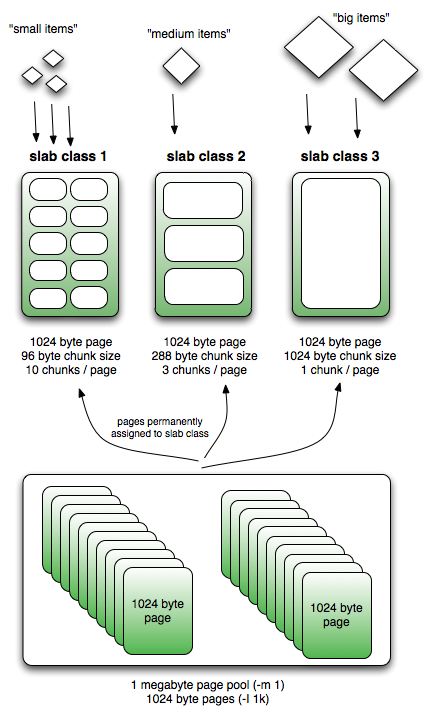 "small items"
"medium items"
"big items"
slab class 1
slab class 2
slab class 3
1024 byte page
96 byte chunk size
10 chunks / page
1024 byte page
288 byte chunk size
3 chunks / page
1024 byte page
1024 byte chunk size
1 chunk / page
pages permanently
assigned to slab class
1024 byte
page
1024 byte
page
1 megabyte page pool (-m 1)
1024 byte pages (-I 1k)